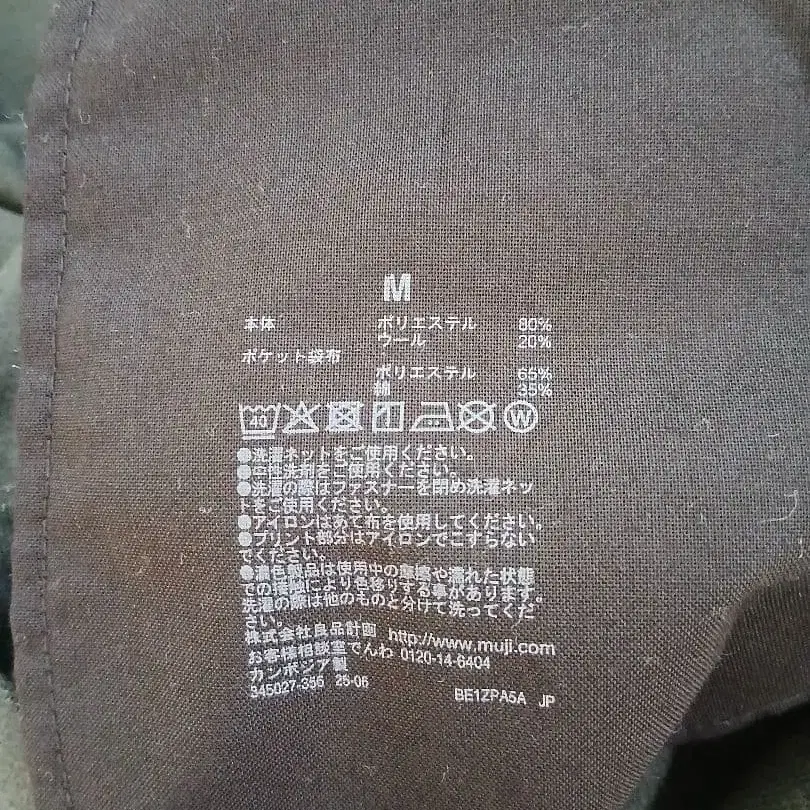 M
本体 ポリエステル 80%
ウール 20%
ポケット袋布
ポリエステル 65%
綿 35%
40 W
●洗濯ネットをご使用ください。
●中性洗剤をご使用ください。
●洗濯の際はファスナーを閉め洗濯ネッ
トをご使用ください。
●アイロンはあて布を使用してください。
●プリント部分はアイロンでこすらない
でください。
●濃色製品は使用中の摩擦や濡れた状態
での接触により色移りする事があります。
洗濯の際は他のものと分けて洗ってくだ
さい。
株式会社良品計画 http://www.muji.com
お客様相談室でんわ 0120-14-6404
カンボジア製
345027-356 25-06 BE1ZPA5A JP